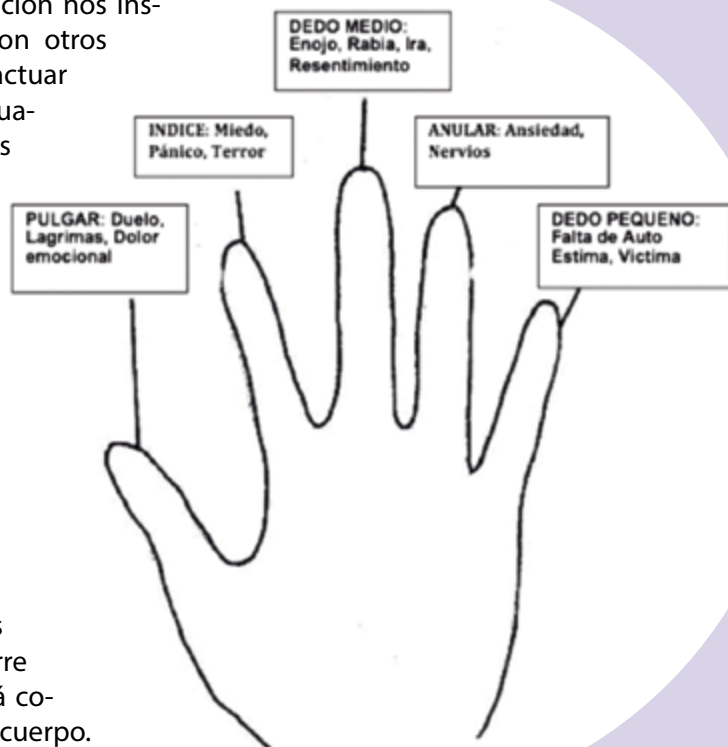 ción nos ins-
on otros
actuar
ua-
s
DEDO MEDIO:
Enojo, Rabia, Ira,
Resentimiento
INDICE: Miedo,
Pánico, Terror
ANULAR: Ansiedad,
Nervios
PULGAR: Duelo,
Lagrimas, Dolor
emocional
DEDO PEQUENO:
Falta de Auto
Estima, Victima
s
rre
á co-
cuerpo.